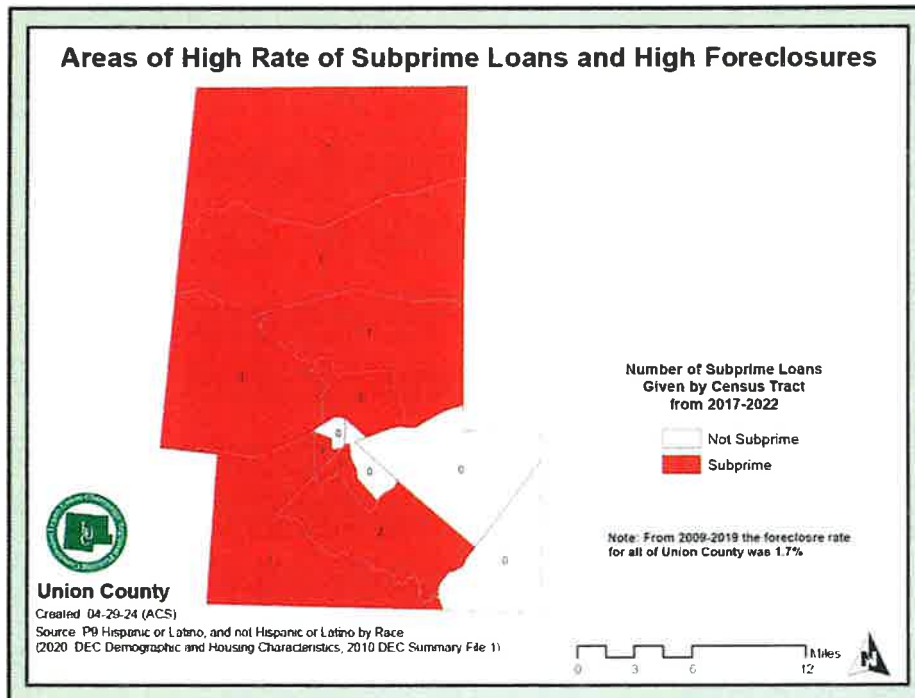 Areas of High Rate of Subprime Loans and High Foreclosures
0
0
0
2
0
Number of Subprime Loans
Given by Census Tract
from 2017-2022
Not Subprime
Subprime
Note: From 2009-2019 the foreclosre rate
for all of Union County was 1.7%
Union County
Created 04-29-24 (ACS)
Source P9 Hispanic or Latino, and not Hispanic or Latino by Race
(2020 DEC Demographic and Housing Characteristics, 2010 DEC Summary File 1)
Miles
0 3 6 12
N